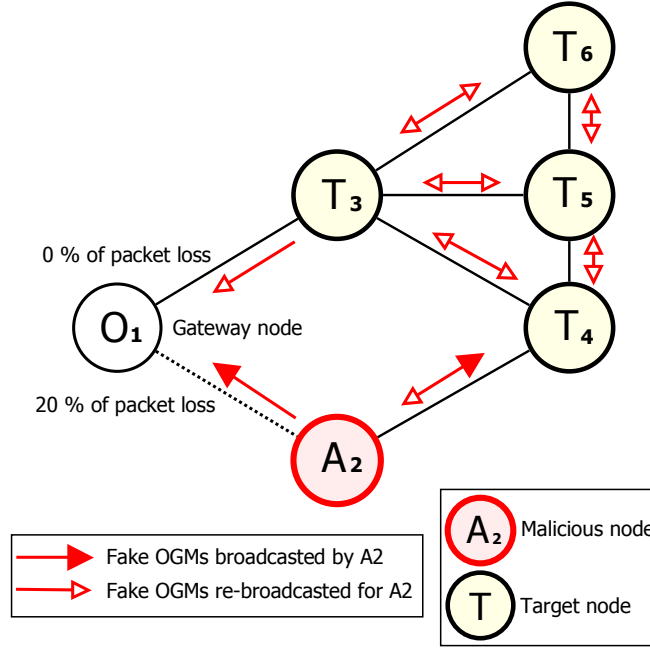 T6
T3
T5
0 % of packet loss
O1
Gateway node
T4
20 % of packet loss
A2
Fake OGMs broadcasted by A2
Fake OGMs re-broadcasted for A2
A2 Malicious node
T Target node